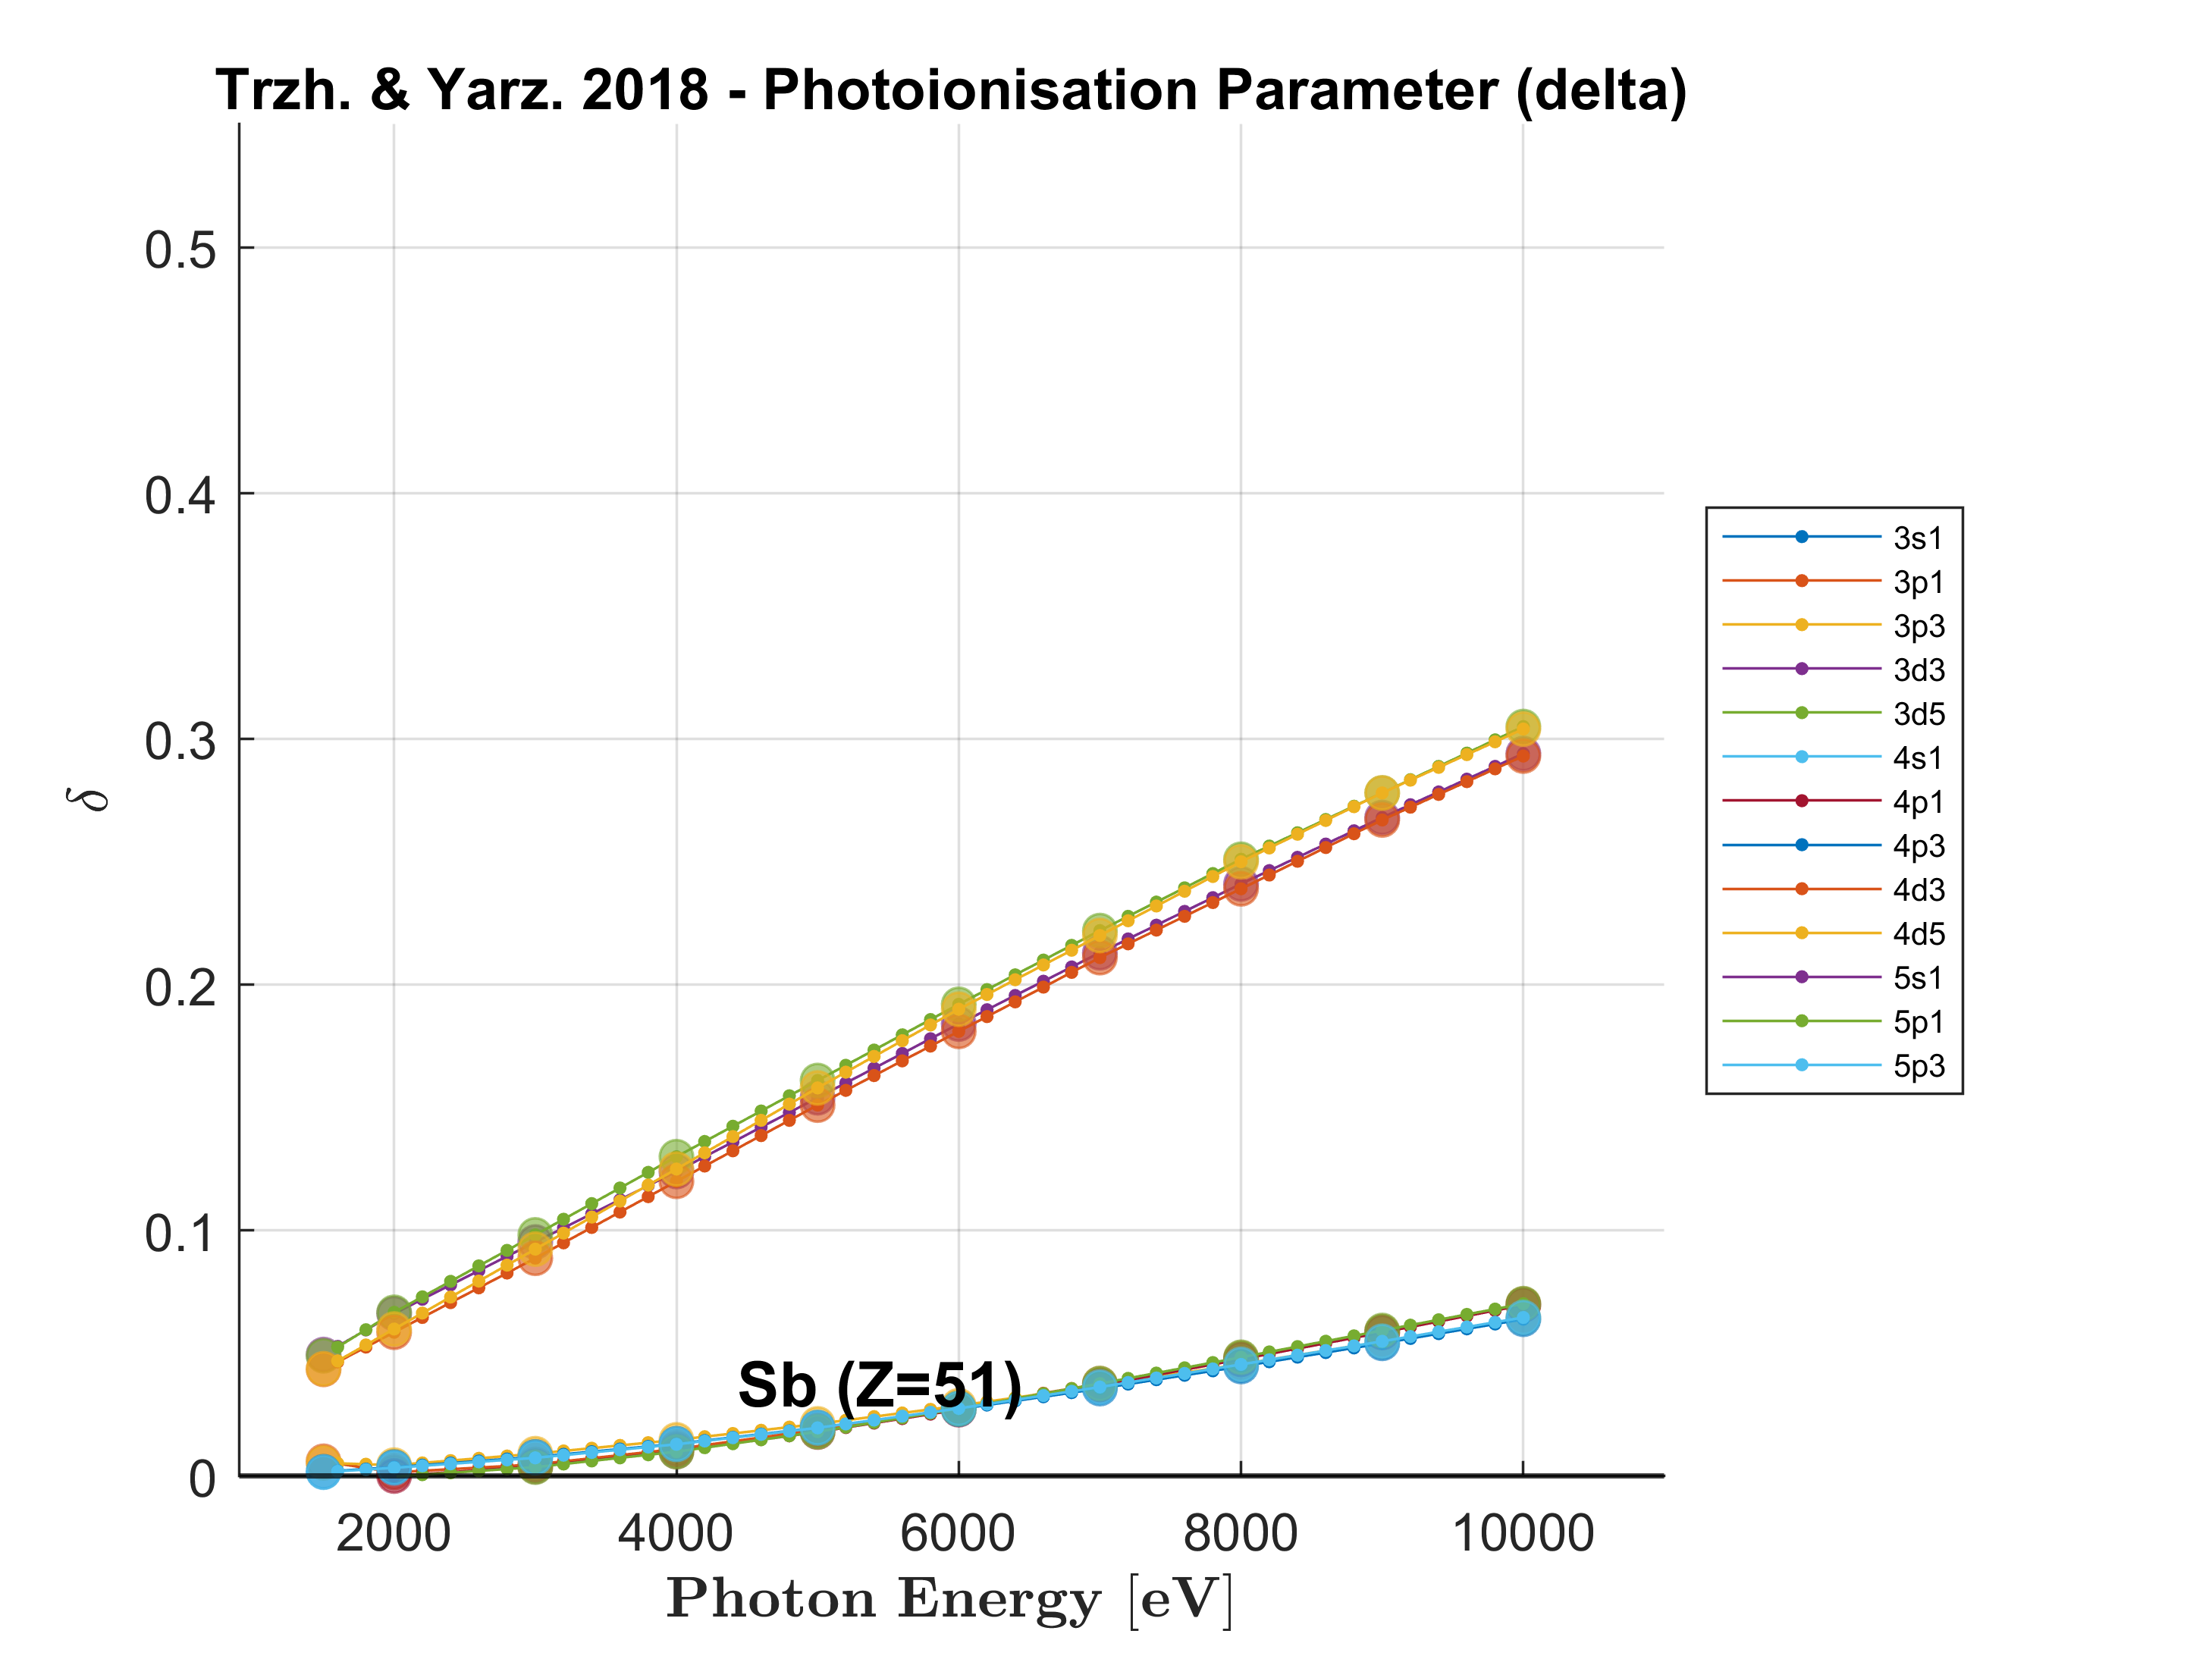 Trzh. & Yarz. 2018 - Photoionisation Parameter (delta)
0.5
0.4
0.3
0.2
0.1
0
δ
Sb (Z=51)
2000 4000 6000 8000 10000
Photon Energy [eV]
3s1
3p1
3p3
3d3
3d5
4s1
4p1
4p3
4d3
4d5
5s1
5p1
5p3